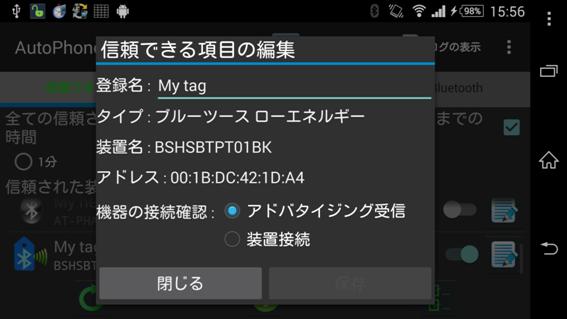 98% 15:56
AutoPhone
ログの表示
信頼できる項目の編集
登録名 : My tag
Bluetooth
タイプ : ブルーツース ローエネルギー
全ての信頼さ
までの
時間
装置名 : BSHSBTPT01BK
1分
アドレス : 00:1B:DC:42:1D:A4
信頼された装
機器の接続確認 : アドバタイジング受信
AT-PHA
装置接続
My tag
BSHSB
閉じる
保存